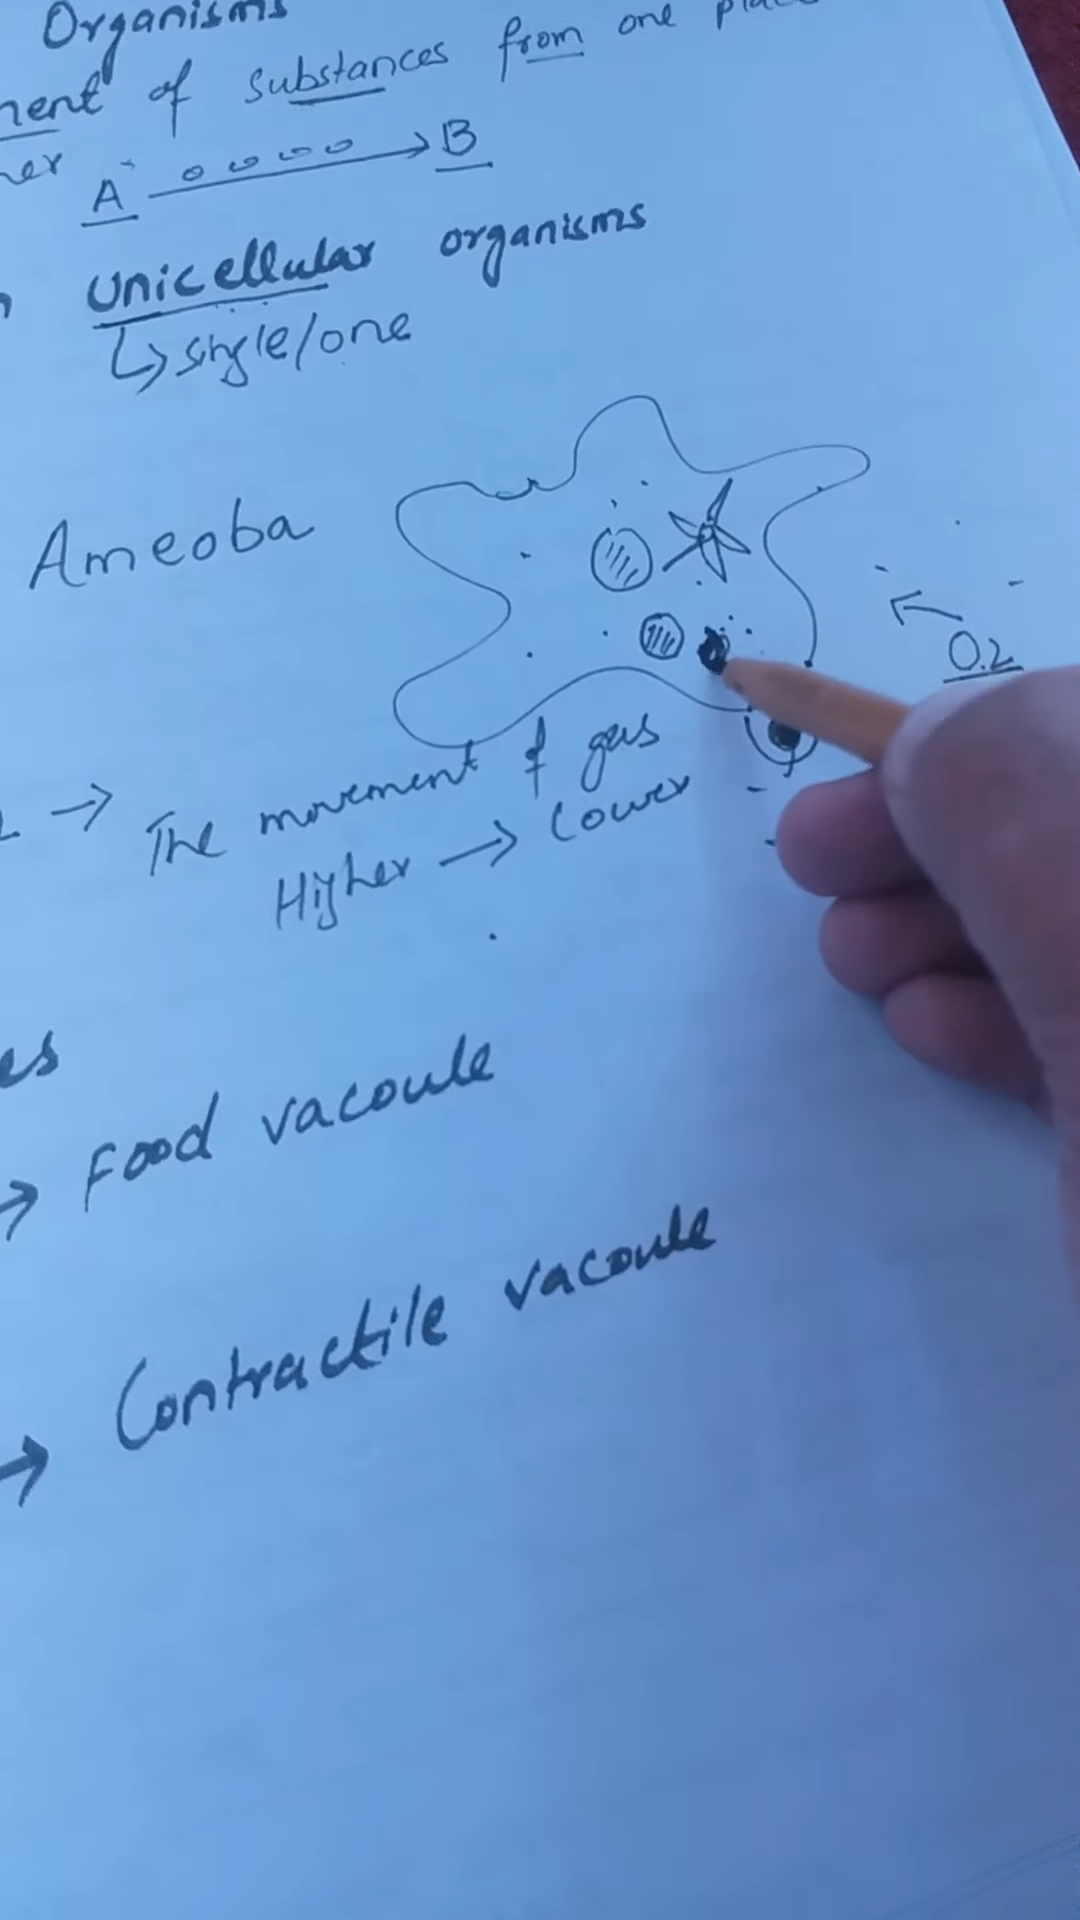 Organisms
ment of substances from one place
her
A → B
Unicellular organisms
↳ single/one
Ameoba
O2
→ The movement of gas
Higher → Lower
es
→ Food vacoule
→ Contractile vacoule